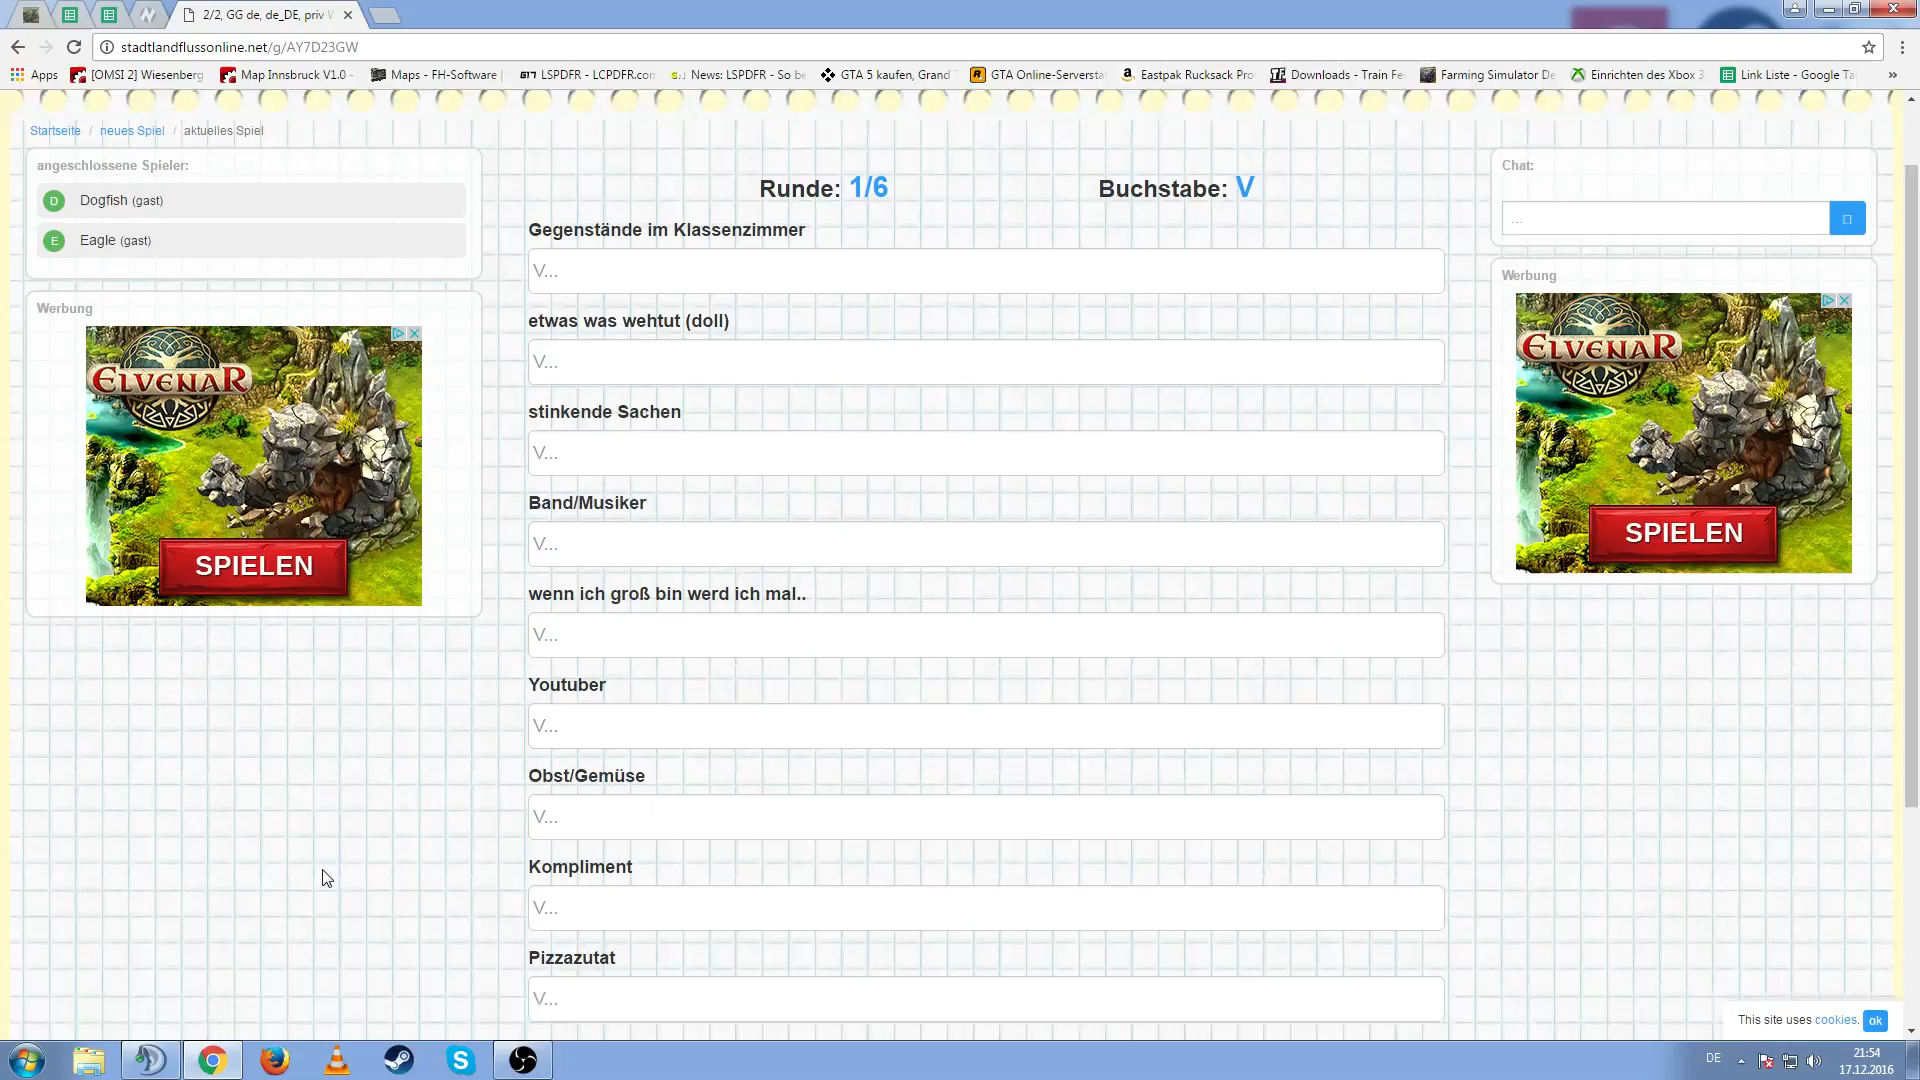 2/2, GG de, de_DE, priv
stadtlandflussonline.net/g/AY7D23GW
Apps
[OMSI 2] Wiesenberg
Map Innsbruck V1.0 -
Maps - FH-Software
LSPDFR - LCPDFR.com
News: LSPDFR - So be
GTA 5 kaufen, Grand
GTA Online-Serversta
Eastpak Rucksack Pro
Downloads - Train Fe
Farming Simulator De
Einrichten des Xbox 3
Link Liste - Google Ta
»
Startseite / neues Spiel / aktuelles Spiel
angeschlossene Spieler:
D Dogfish (gast)
E Eagle (gast)
Werbung
ELVENAR
SPIELEN
Runde: 1/6
Buchstabe: V
Gegenstände im Klassenzimmer
V...
etwas was wehtut (doll)
V...
stinkende Sachen
V...
Band/Musiker
V...
wenn ich groß bin werd ich mal..
V...
Youtuber
V...
Obst/Gemüse
V...
Kompliment
V...
Pizzazutat
V...
Chat:
...
Werbung
ELVENAR
SPIELEN
This site uses cookies. ok
DE
21:54
17.12.2016